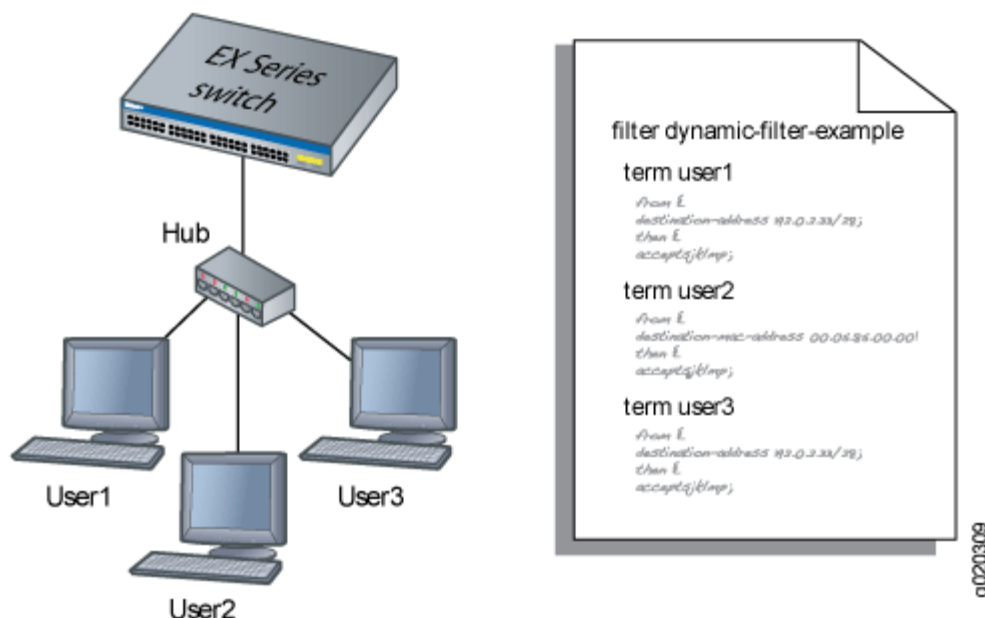 EX Series
switch
Hub
User1
User2
User3
filter dynamic-filter-example
term user1
from
destination-address
then
term user2
from
destination-mac-address
then
term user3
from
destination-address
then
g020309